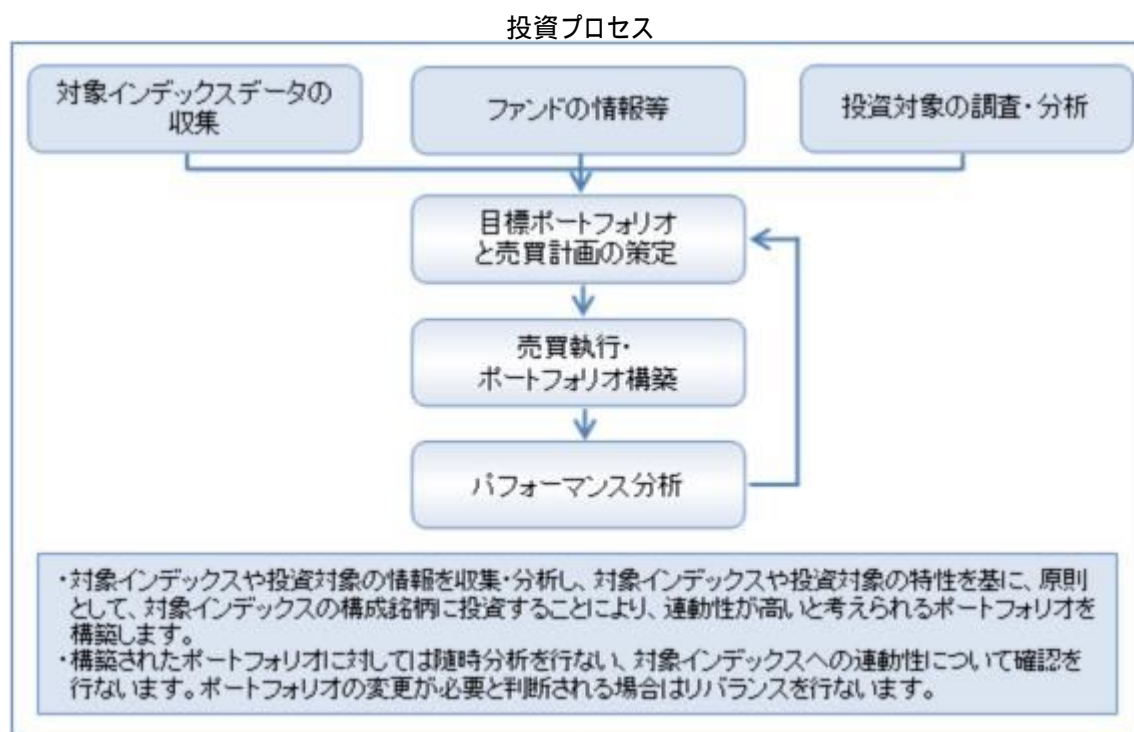 投資プロセス
対象インデックスデータの
収集
ファンドの情報等
投資対象の調査・分析
目標ポートフォリオ
と売買計画の策定
売買執行・
ポートフォリオ構築
パフォーマンス分析
・対象インデックスや投資対象の情報を収集・分析し、対象インデックスや投資対象の特性を基に、原則
として、対象インデックスの構成銘柄に投資することにより、連動性が高いと考えられるポートフォリオを
構築します。
・構築されたポートフォリオに対しては随時分析を行ない、対象インデックスへの連動性について確認を
行ないます。ポートフォリオの変更が必要と判断される場合はリバランスを行ないます。